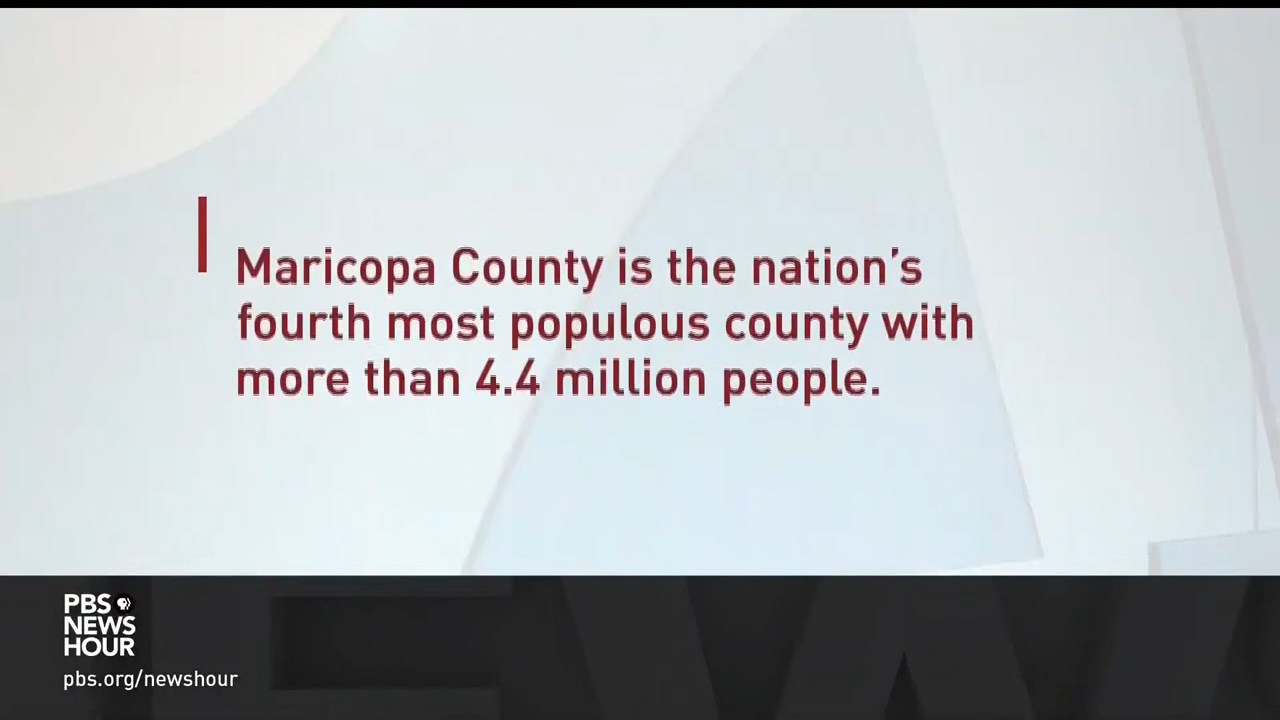 Maricopa County is the nation’s
fourth most populous county with
more than 4.4 million people.
PBS
NEWS
HOUR
pbs.org/newshour